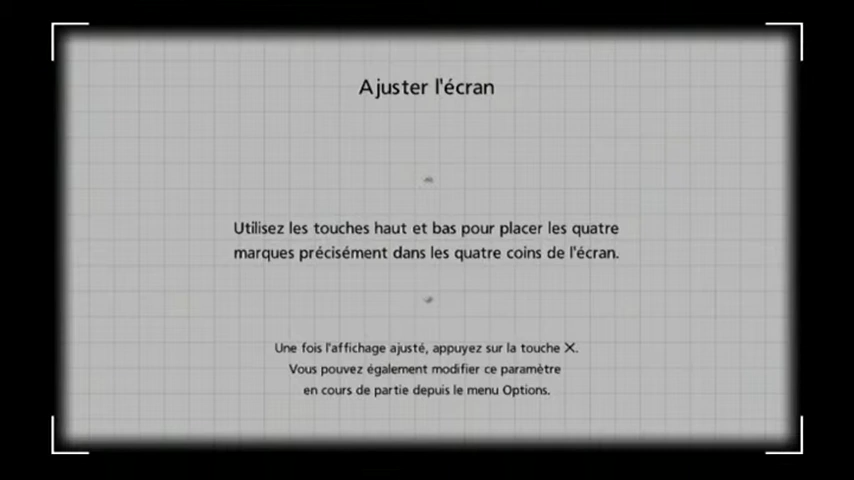 Ajuster l'écran
Utilisez les touches haut et bas pour placer les quatre
marques précisément dans les quatre coins de l'écran.
Une fois l'affichage ajusté, appuyez sur la touche ✕.
Vous pouvez également modifier ce paramètre
en cours de partie depuis le menu Options.